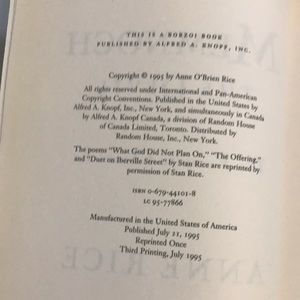 THIS IS A BORZOI BOOK
PUBLISHED BY ALFRED A. KNOPF, INC.
Copyright © 1995 by Anne O'Brien Rice
All rights reserved under International and Pan-American
Copyright Conventions. Published in the United States by
Alfred A. Knopf, Inc., New York, and simultaneously in Canada
by Alfred A. Knopf Canada, a division of Random House
of Canada Limited, Toronto. Distributed by
Random House, Inc., New York.
The poems "What God Did Not Plan On," "The Offering,"
and "Duet on Iberville Street" by Stan Rice are reprinted by
permission of Stan Rice.
ISBN 0-679-44101-8
LC 95-77866
Manufactured in the United States of America
Published July 21, 1995
Reprinted Once
Third Printing, July 1995
ANNE RICE